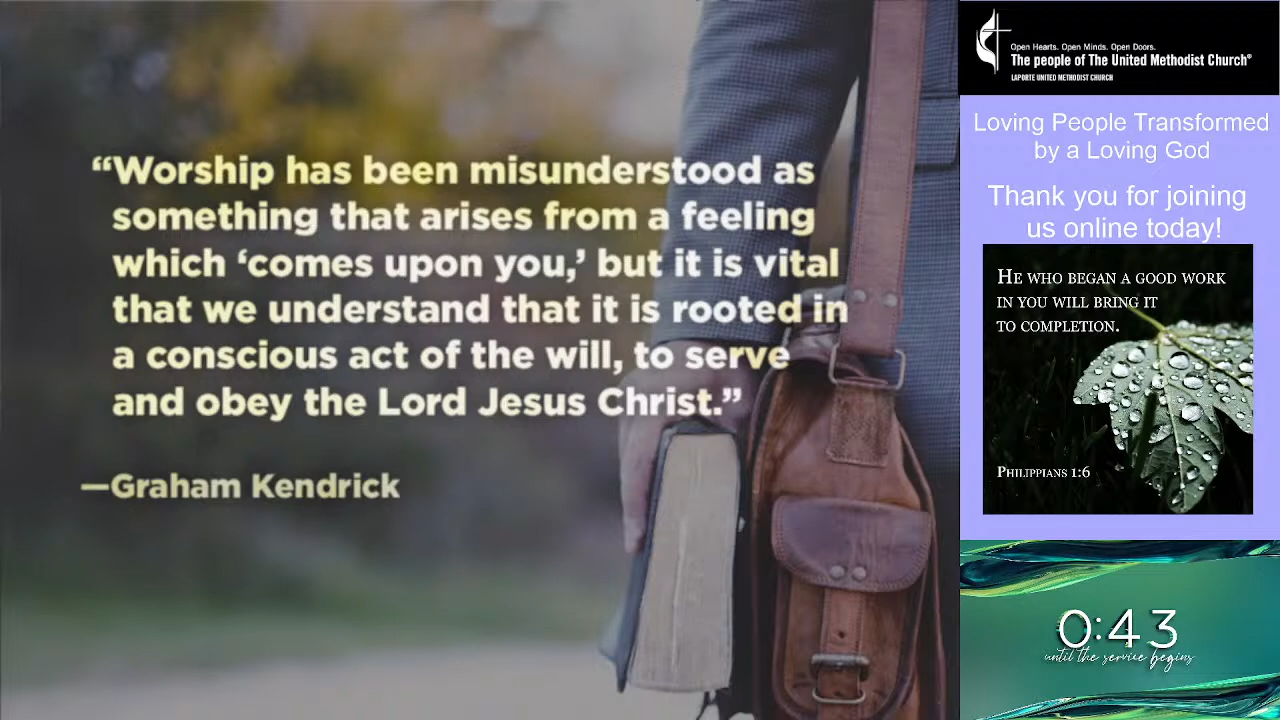 “Worship has been misunderstood as
something that arises from a feeling
which ‘comes upon you,’ but it is vital
that we understand that it is rooted in
a conscious act of the will, to serve
and obey the Lord Jesus Christ.”
—Graham Kendrick
Open Hearts. Open Minds. Open Doors.
The people of The United Methodist Church®
LAPORTE UNITED METHODIST CHURCH
Loving People Transformed
by a Loving God
Thank you for joining
us online today!
HE WHO BEGAN A GOOD WORK
IN YOU WILL BRING IT
TO COMPLETION.
PHILIPPIANS 1:6
0:43
until the service begins